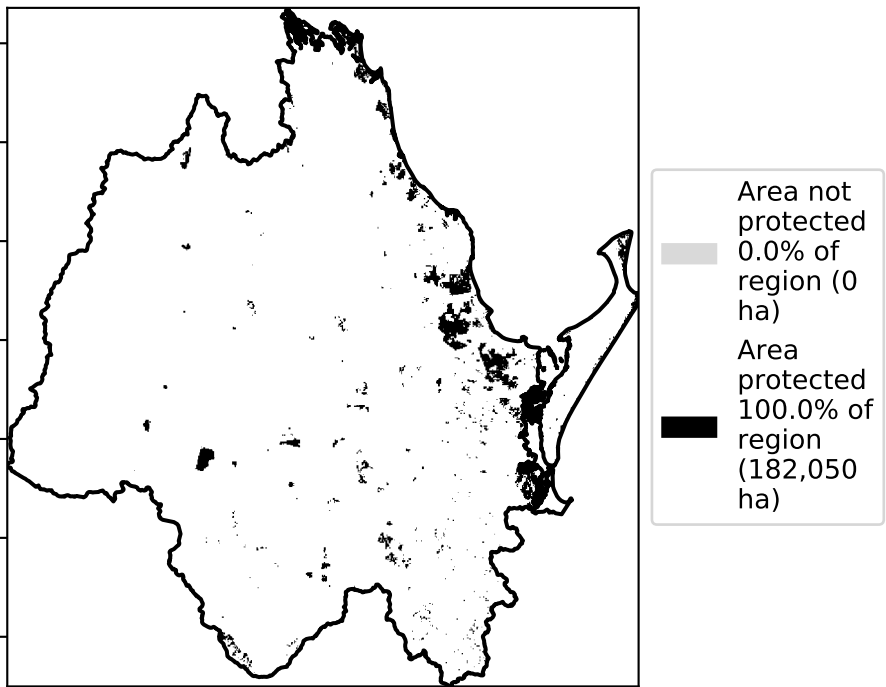 Area not
protected
0.0% of
region (0
ha)
Area
protected
100.0% of
region
(182,050
ha)